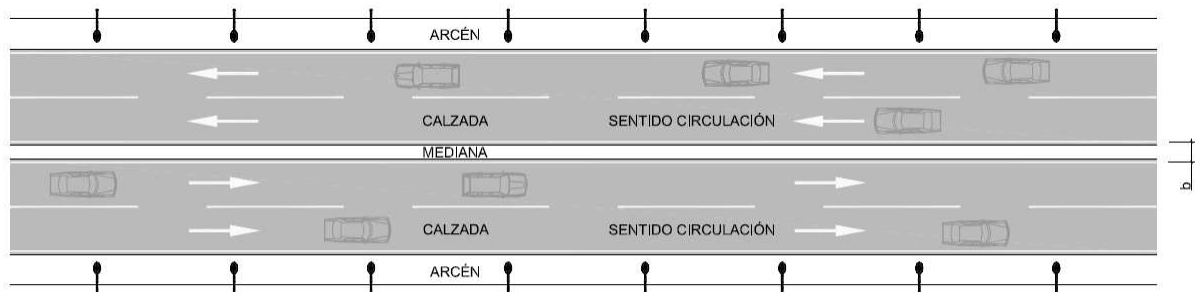 ARCÉN
CALZADA SENTIDO CIRCULACIÓN
MEDIANA
b
CALZADA SENTIDO CIRCULACIÓN
ARCÉN